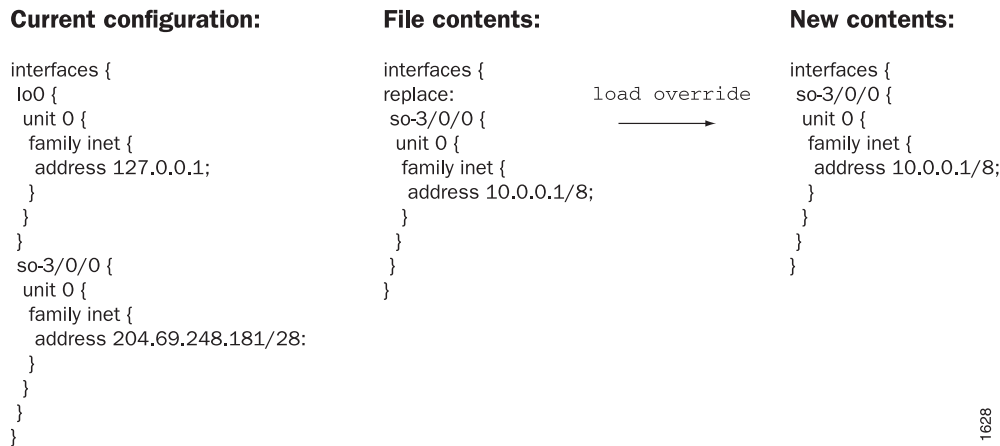 Current configuration:
interfaces {
lo0 {
unit 0 {
family inet {
address 127.0.0.1;
}
}
}
so-3/0/0 {
unit 0 {
family inet {
address 204.69.248.181/28:
}
}
}
}
File contents:
interfaces {
replace:
so-3/0/0 {
unit 0 {
family inet {
address 10.0.0.1/8;
}
}
}
}
load override
New contents:
interfaces {
so-3/0/0 {
unit 0 {
family inet {
address 10.0.0.1/8;
}
}
}
}
1628